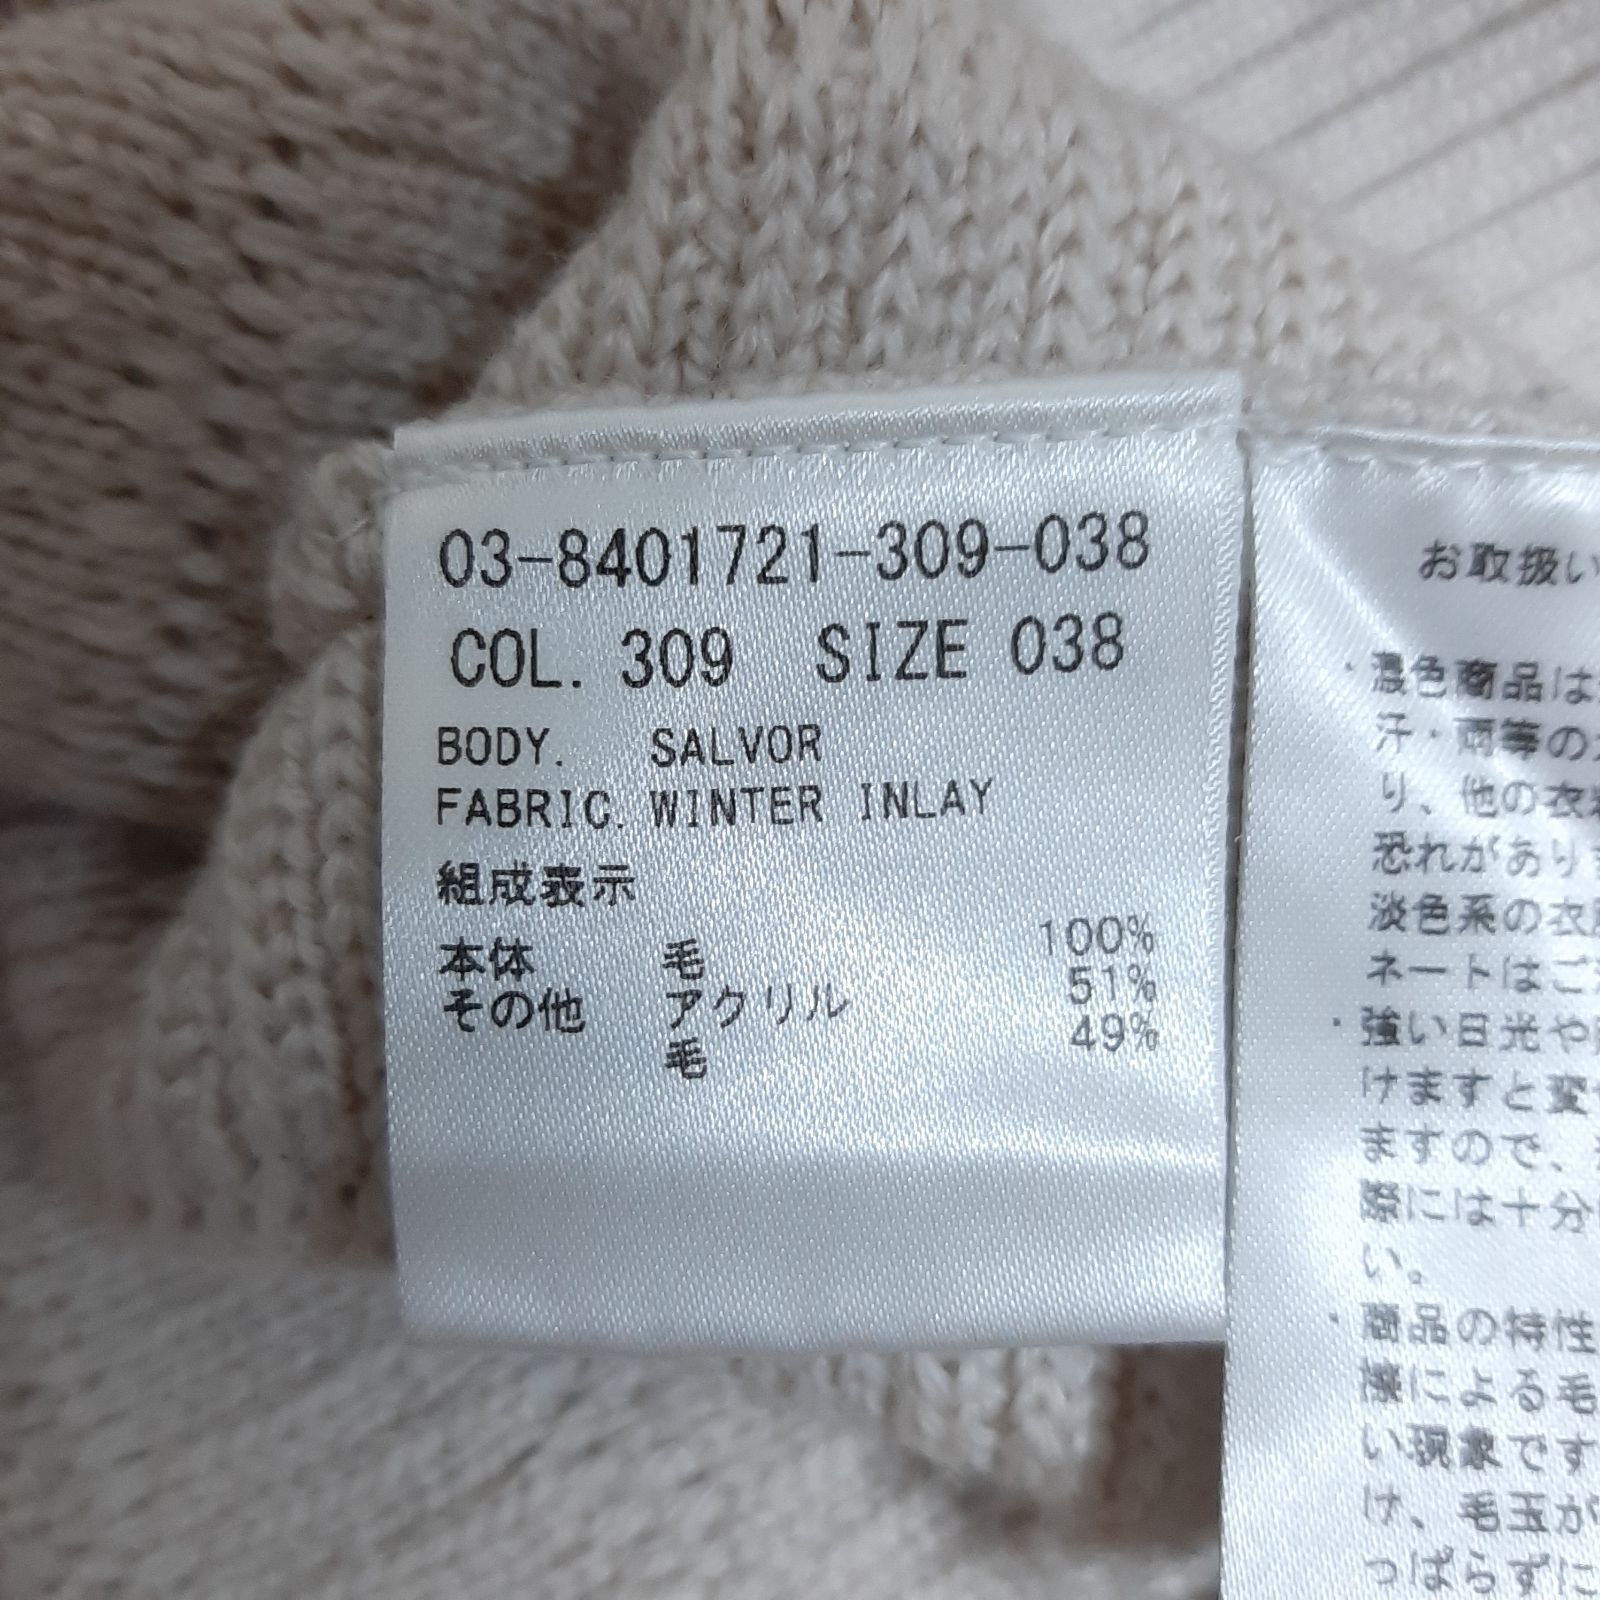 03-8401721-309-038
COL. 309 SIZE 038
BODY. SALVOR
FABRIC. WINTER INLAY
組成表示
本体 毛 100%
その他 アクリル 51%
毛 49%
お取扱い
・濃色商品は
汗・雨等の
り、他の衣
恐れがあり
淡色系の衣
ネートはご
・強い日光や
けますと変
ますので、
際には十分
い。
・商品の特性
擦による毛
い現象です
け、毛玉が
っぱらずに